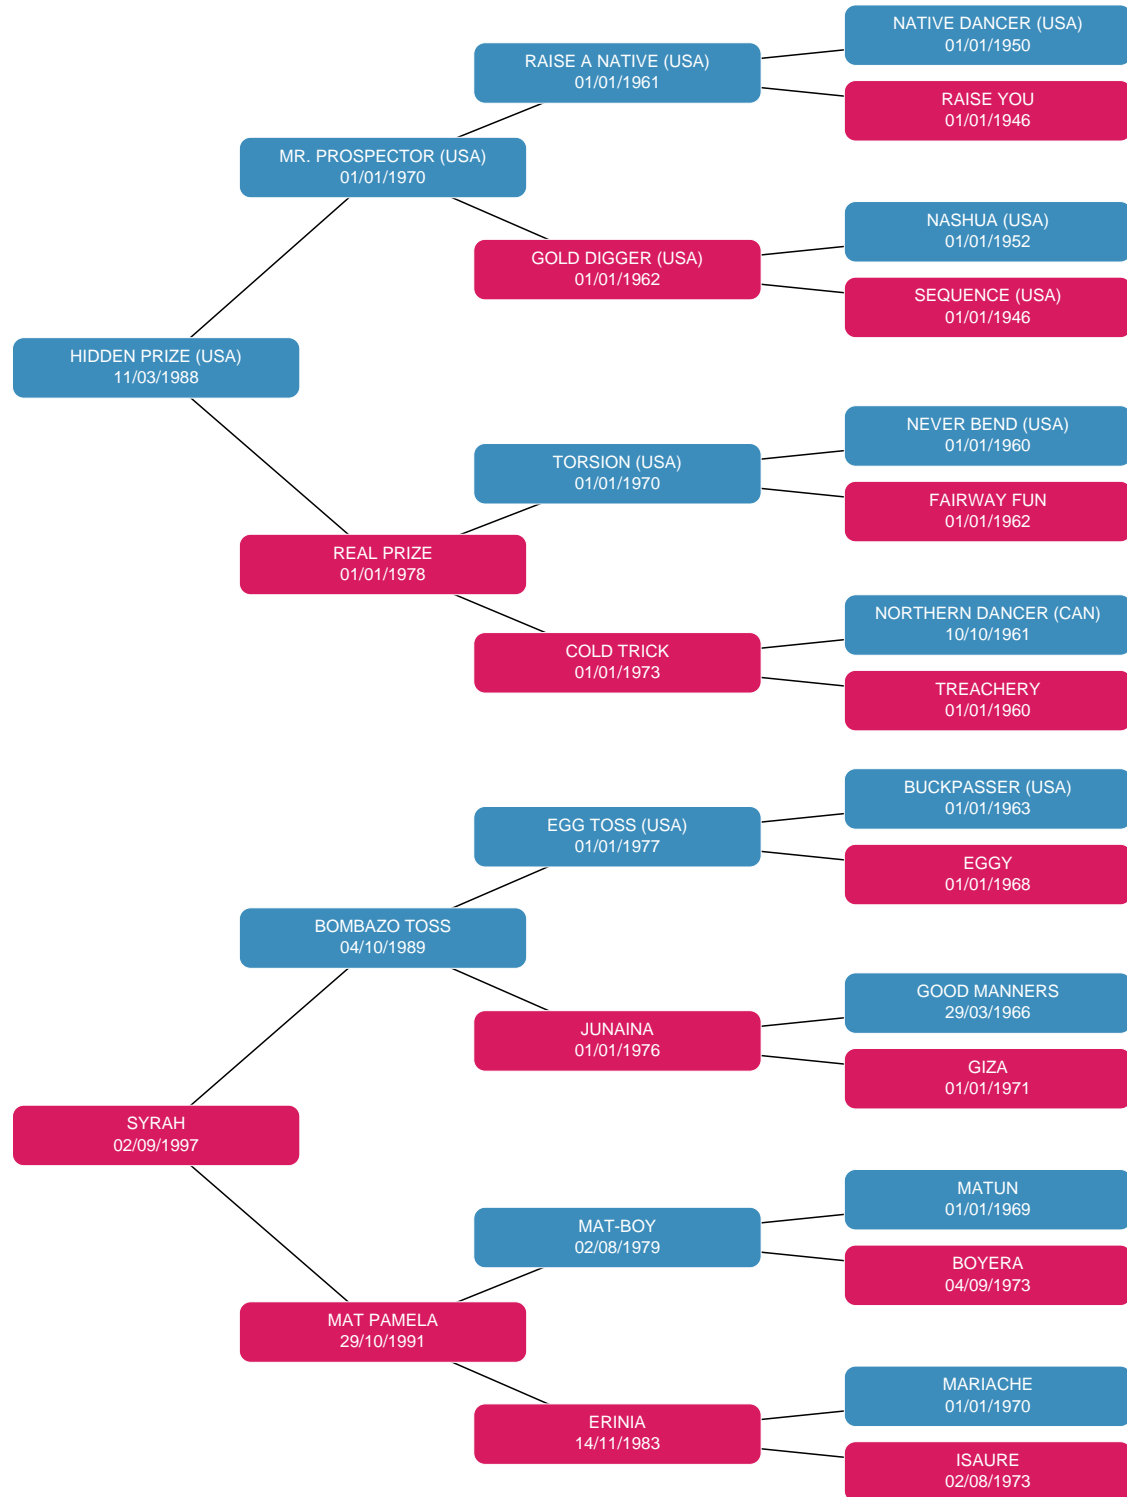 NATIVE DANCER (USA)
01/01/1950
RAISE A NATIVE (USA)
01/01/1961
RAISE YOU
01/01/1946
MR. PROSPECTOR (USA)
01/01/1970
NASHUA (USA)
01/01/1952
GOLD DIGGER (USA)
01/01/1962
SEQUENCE (USA)
01/01/1946
HIDDEN PRIZE (USA)
11/03/1988
NEVER BEND (USA)
01/01/1960
TORSION (USA)
01/01/1970
FAIRWAY FUN
01/01/1962
REAL PRIZE
01/01/1978
NORTHERN DANCER (CAN)
10/10/1961
COLD TRICK
01/01/1973
TREACHERY
01/01/1960
BUCKPASSER (USA)
01/01/1963
EGG TOSS (USA)
01/01/1977
EGGY
01/01/1968
BOMBAZO TOSS
04/10/1989
GOOD MANNERS
29/03/1966
JUNAINA
01/01/1976
GIZA
01/01/1971
SYRAH
02/09/1997
MATUN
01/01/1969
MAT-BOY
02/08/1979
BOYERA
04/09/1973
MAT PAMELA
29/10/1991
MARIACHE
01/01/1970
ERINIA
14/11/1983
ISAURE
02/08/1973